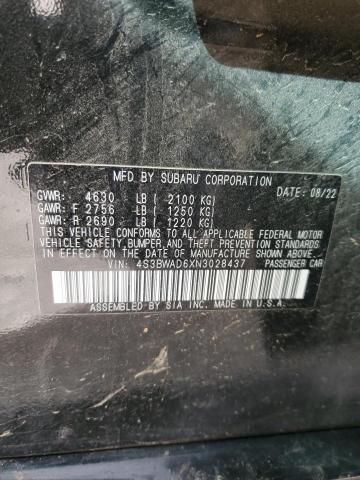 MFD. BY SUBARU CORPORATION
GVWR: 4630 LB ( 2100 KG) DATE: 08/22
GAWR: F 2756 LB ( 1250 KG)
GAWR: R 2690 LB ( 1220 KG)
THIS VEHICLE CONFORMS TO ALL APPLICABLE FEDERAL MOTOR
VEHICLE SAFETY, BUMPER, AND THEFT PREVENTION STANDARDS
IN EFFECT ON THE DATE OF MANUFACTURE SHOWN ABOVE.
VIN: 4S3BWAD6XN3028437 PASSENGER CAR
ASSEMBLED BY SIA INC. IN U.S.A.